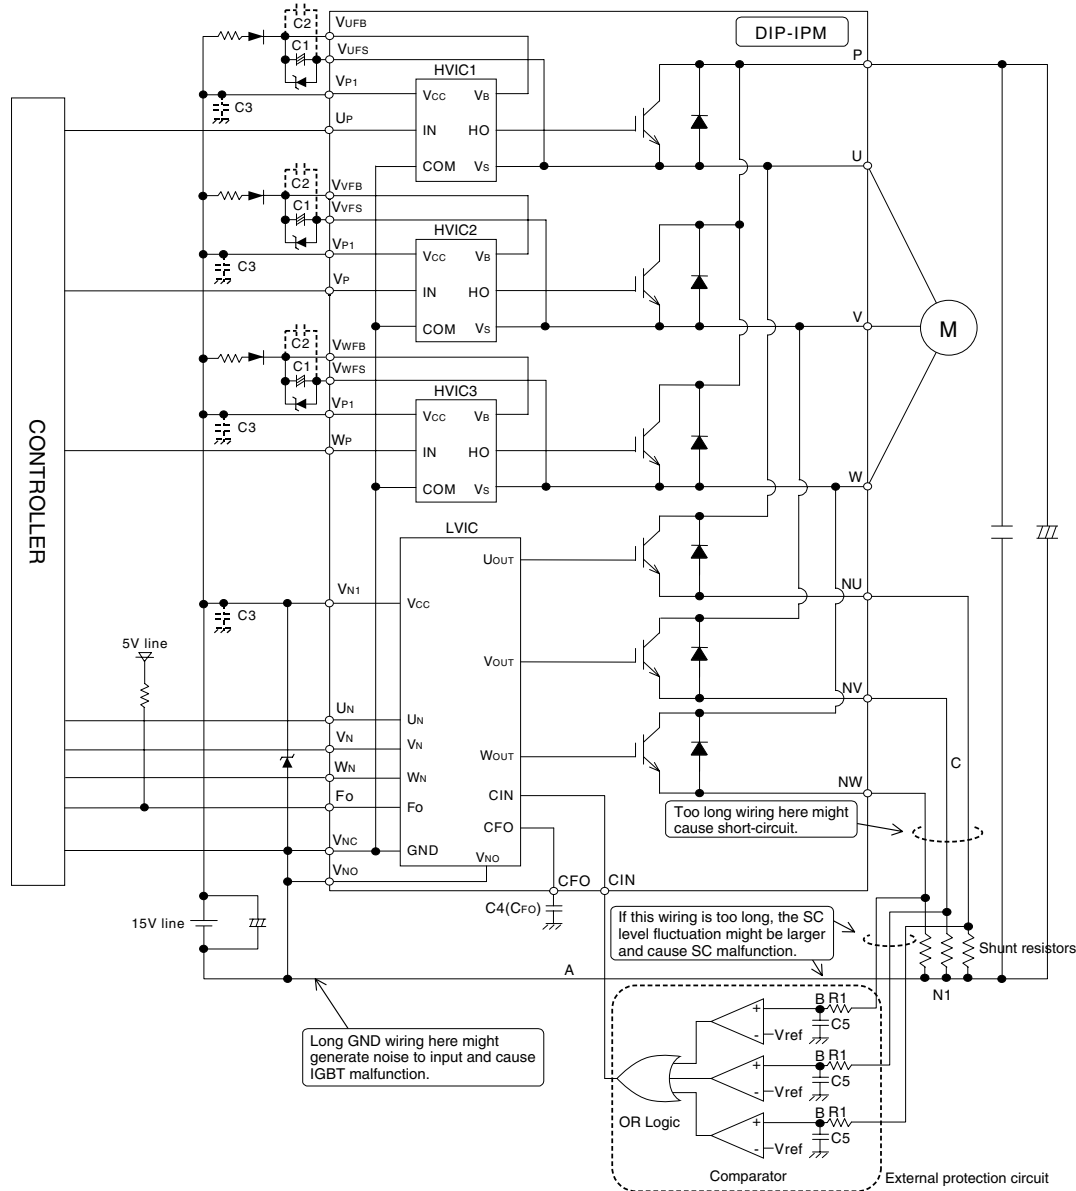 C2
VUFB
DIP-IPM
C1
VUFS
P
HVIC1
VP1
VCC
VB
C3
UP
IN
HO
U
COM
VS
C2
VVFB
C1
VVFS
HVIC2
VP1
VCC
VB
C3
VP
IN
HO
V
COM
VS
M
C2
VWFB
C1
VWFS
HVIC3
VP1
VCC
VB
C3
WP
IN
HO
W
COM
VS
CONTROLLER
LVIC
UOUT
VN1
VCC
NU
C3
5V line
VOUT
NV
UN
UN
VN
VN
WOUT
C
WN
WN
NW
CIN
FO
Fo
Too long wiring here might
cause short-circuit.
CFO
VNC
GND
VNO
VNO
CFO
CIN
C4(CFO)
15V line
If this wiring is too long, the SC
level fluctuation might be larger
and cause SC malfunction.
Shunt resistors
A
N1
Long GND wiring here might
generate noise to input and cause
IGBT malfunction.
+
B
R1
-
Vref
C5
+
B
R1
-
Vref
C5
OR Logic
+
B
R1
-
Vref
C5
Comparator
External protection circuit